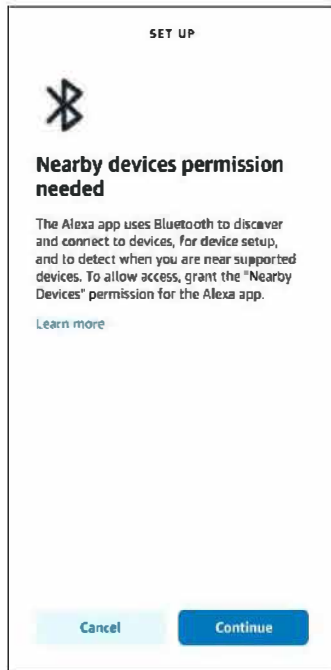 SET UP
Nearby devices permission
needed
The Alexa app uses Bluetooth to discover
and connect to devices, for device setup,
and to detect when you are near supported
devices. To allow access, grant the "Nearby
Devices" permission for the Alexa app.
Learn more
Cancel
Continue